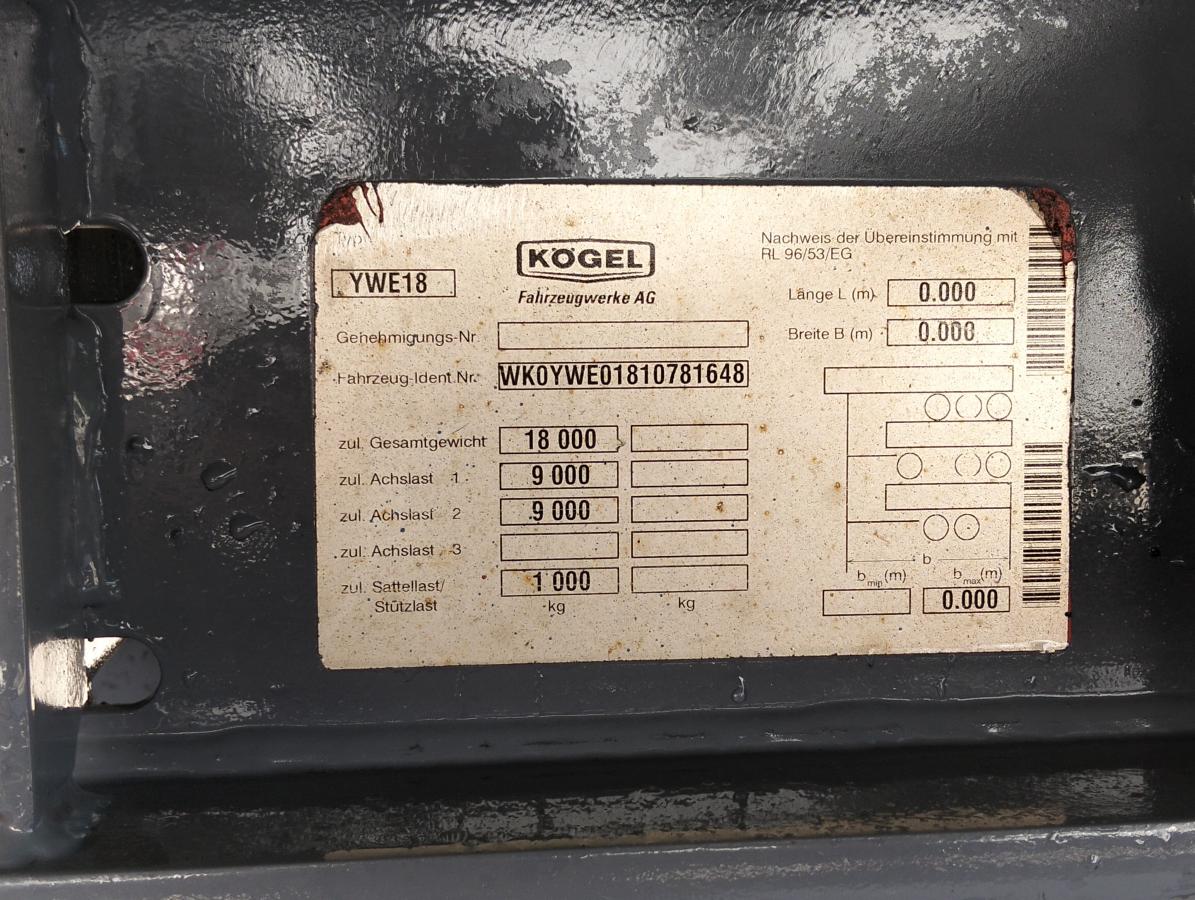 KÖGEL
Fahrzeugwerke AG
YWE18
Nachweis der Übereinstimmung mit
RL 96/53/EG
Länge L (m) 0.000
Breite B (m) 0.000
Genehmigungs-Nr.
Fahrzeug-Ident.Nr. WK0YWE01810781648
zul. Gesamtgewicht 18 000
zul. Achslast 1 9 000
zul. Achslast 2 9 000
zul. Achslast 3
zul. Sattellast/ 1 000
Stützlast kg kg
b
b min (m) b max (m)
0.000